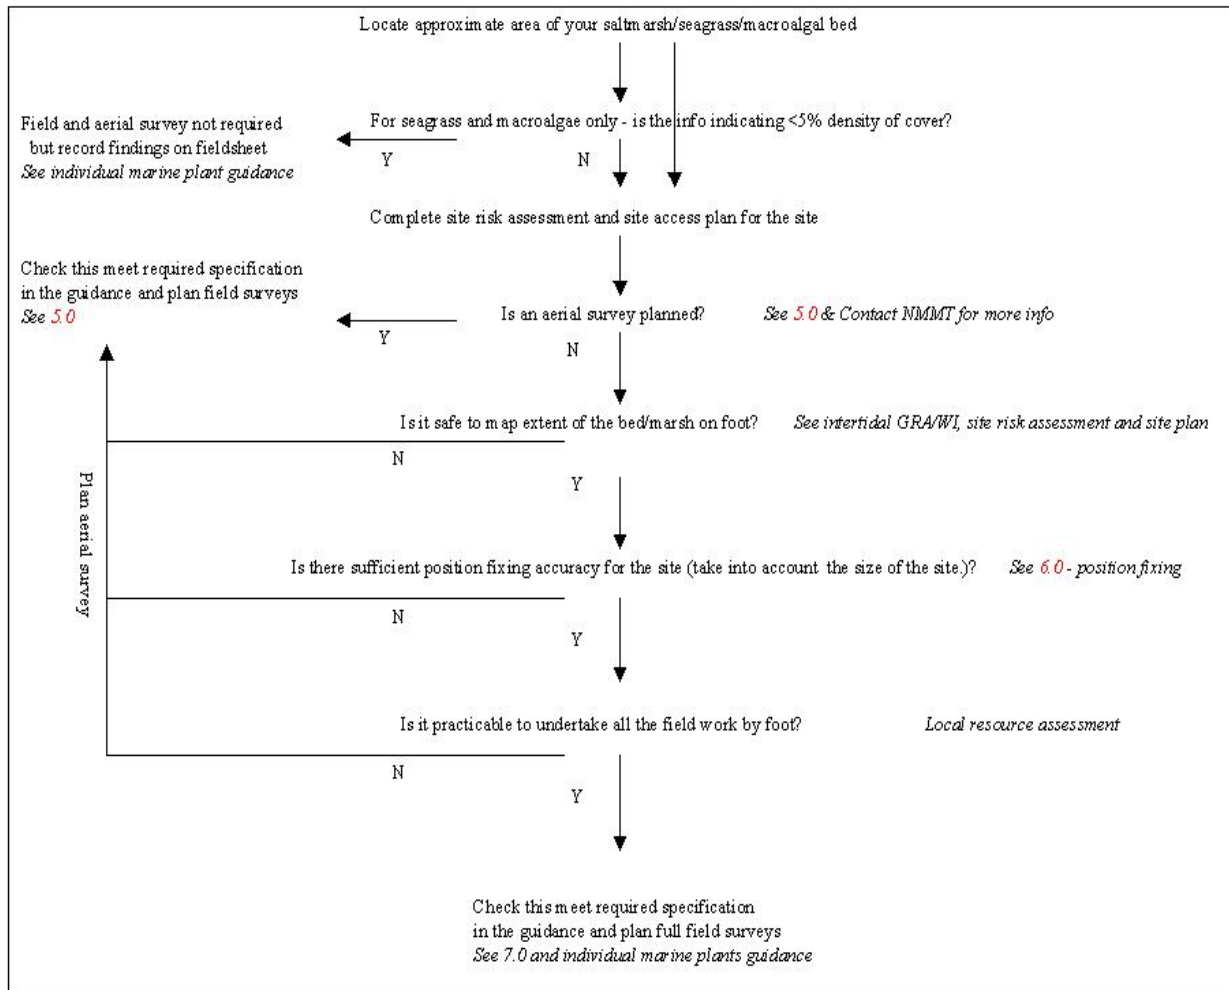 Locate approximate area of your saltmarsh/seagrass/macroalgal bed
For seagrass and macroalgae only - is the info indicating <5% density of cover?
Field and aerial survey not required
but record findings on fieldsheet
See individual marine plant guidance
Y
N
Complete site risk assessment and site access plan for the site
Check this meet required specification
in the guidance and plan field surveys
See 5.0
Is an aerial survey planned? See 5.0 & Contact NMMT for more info
Y
N
Is it safe to map extent of the bed/marsh on foot? See intertidal GRA/WI, site risk assessment and site plan
N
Y
Plan aerial survey
Is there sufficient position fixing accuracy for the site (take into account the size of the site.)? See 6.0 - position fixing
N
Y
Is it practicable to undertake all the field work by foot? Local resource assessment
N
Y
Check this meet required specification
in the guidance and plan full field surveys
See 7.0 and individual marine plants guidance